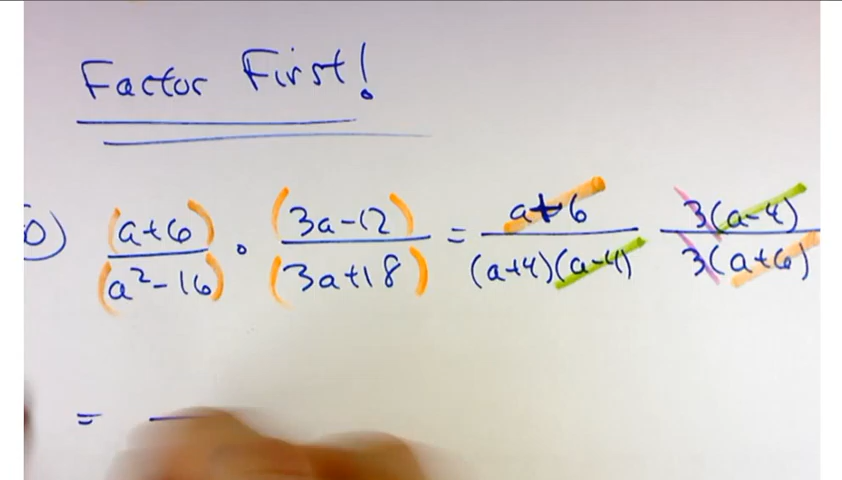 Factor First!
0) (a+6)/(a²-16) · (3a-12)/(3a+18) = a+6/(a+4)(a-4) 3(a-4)/3(a+6)
=